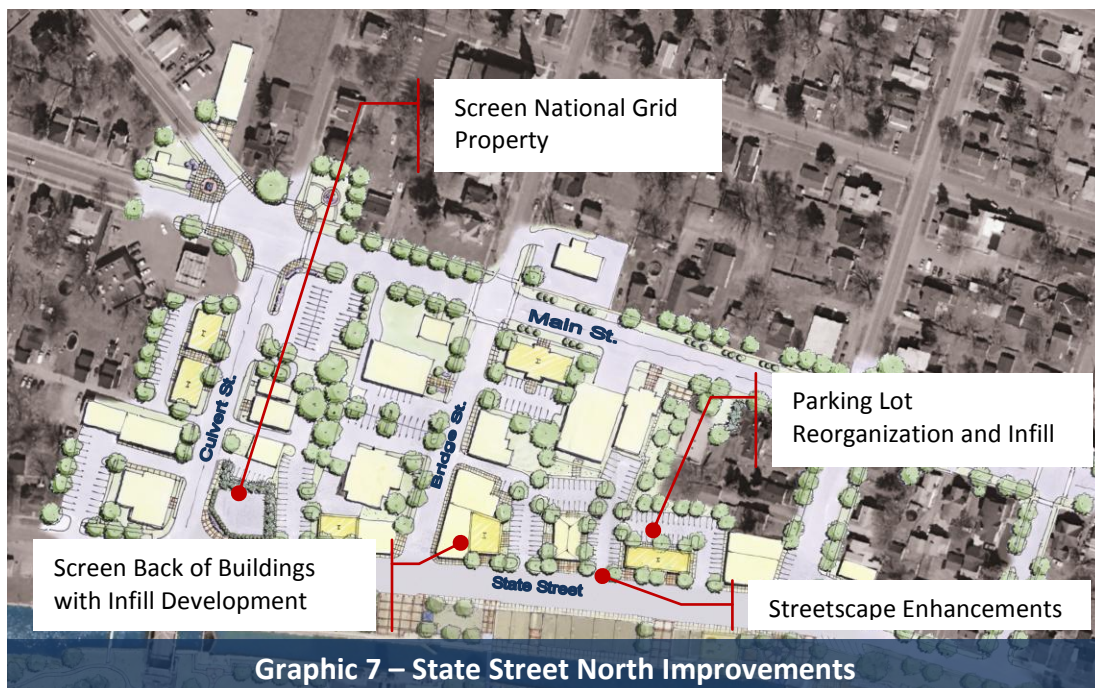 Screen National Grid
Property
Main St.
Parking Lot
Reorganization and Infill
Culvert St.
Bridge St.
Screen Back of Buildings
with Infill Development
State Street
Streetscape Enhancements
Graphic 7 – State Street North Improvements